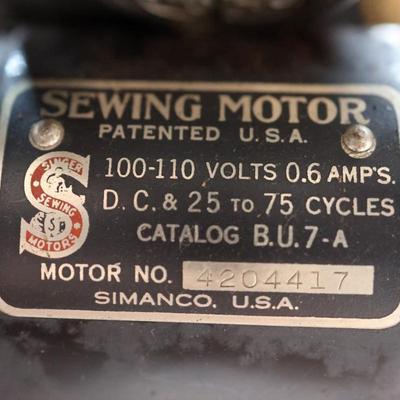 SEWING MOTOR
PATENTED U.S.A.
100-110 VOLTS 0.6 AMP'S.
D.C. & 25 TO 75 CYCLES
CATALOG B.U.7-A
MOTOR NO. 4204417
SIMANCO, U.S.A.
S
SINGER
SEWING
MOTORS